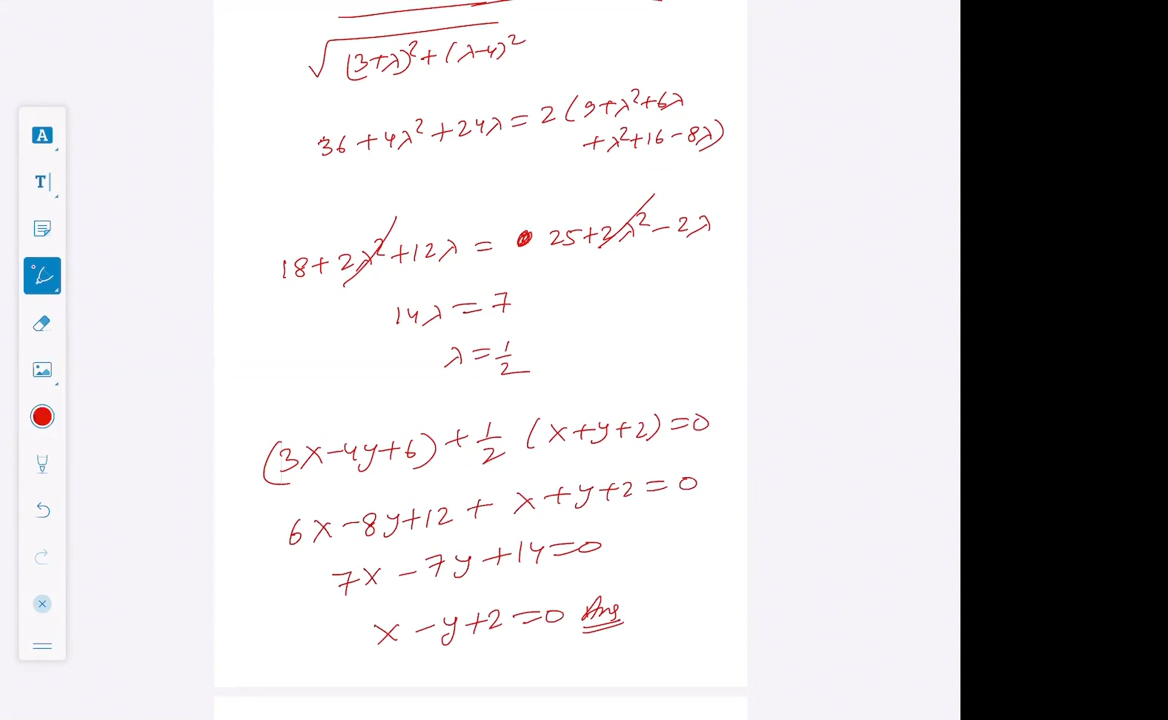 √(3+λ)²+(λ-4)²
36+4λ²+24λ=2(9+λ²+6λ
+λ²+16-8λ)
18+2λ²+12λ= 25+2λ²-2λ
14λ=7
λ=1/2
(3x-4y+6)+1/2 (x+y+2)=0
6x-8y+12+x+y+2=0
7x-7y+14=0
x-y+2=0 Ans
A
T